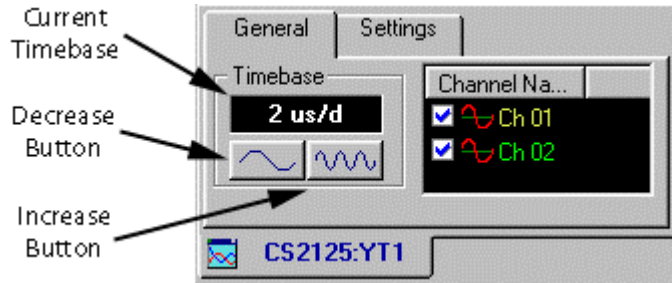 Current
Timebase
General
Settings
Timebase
Channel Na...
2 us/d
Ch 01
Decrease
Button
Ch 02
Increase
Button
CS2125:YT1